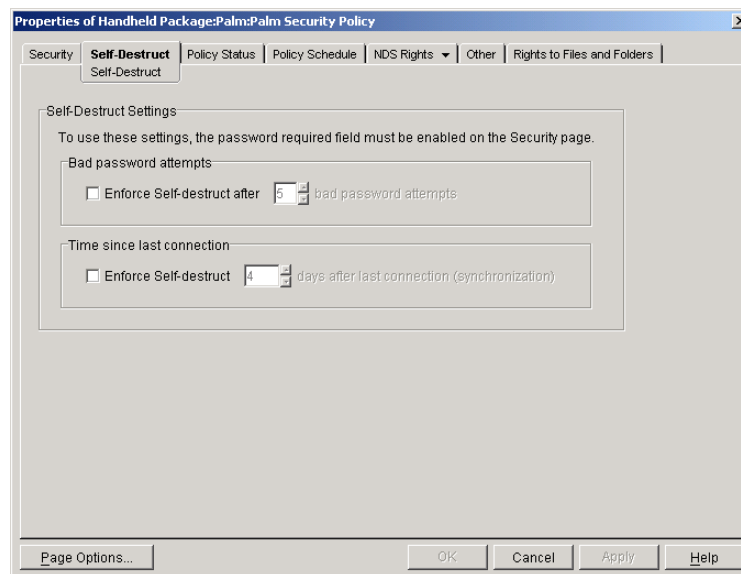 Properties of Handheld Package:Palm:Palm Security Policy
Security Self-Destruct Policy Status Policy Schedule NDS Rights Other Rights to Files and Folders
Self-Destruct
Self-Destruct Settings
To use these settings, the password required field must be enabled on the Security page.
Bad password attempts
Enforce Self-destruct after 5 bad password attempts
Time since last connection
Enforce Self-destruct 4 days after last connection (synchronization)
Page Options... OK Cancel Apply Help